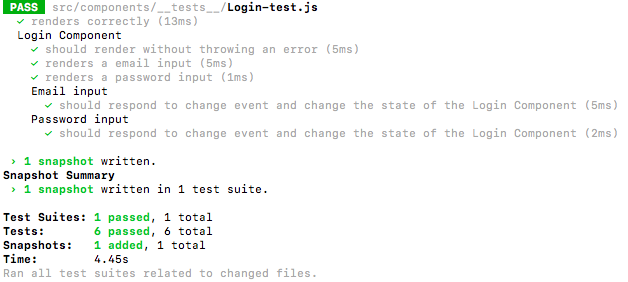 PASS src/components/__tests__/Login-test.js
✓ renders correctly (13ms)
Login Component
✓ should render without throwing an error (5ms)
✓ renders a email input (5ms)
✓ renders a password input (1ms)
Email input
✓ should respond to change event and change the state of the Login Component (5ms)
Password input
✓ should respond to change event and change the state of the Login Component (2ms)
› 1 snapshot written.
Snapshot Summary
› 1 snapshot written in 1 test suite.
Test Suites: 1 passed, 1 total
Tests: 6 passed, 6 total
Snapshots: 1 added, 1 total
Time: 4.45s
Ran all test suites related to changed files.